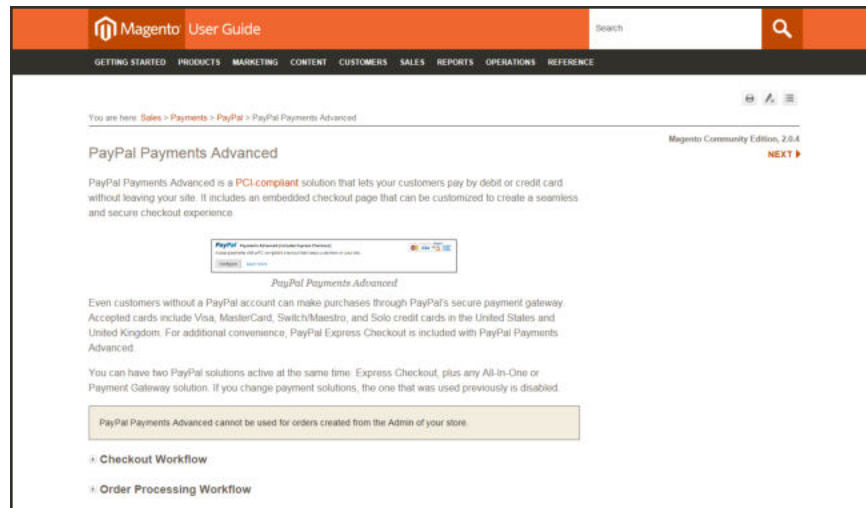 Magento User Guide
Search
GETTING STARTED PRODUCTS MARKETING CONTENT CUSTOMERS SALES REPORTS OPERATIONS REFERENCE
You are here: Sales > Payments > PayPal > PayPal Payments Advanced
Magento Community Edition, 2.0.4
NEXT
PayPal Payments Advanced
PayPal Payments Advanced is a PCI-compliant solution that lets your customers pay by debit or credit card
without leaving your site. It includes an embedded checkout page that can be customized to create a seamless
and secure checkout experience.
PayPal Payments Advanced (Includes Express Checkout)
Configure Learn More
PayPal Payments Advanced
Even customers without a PayPal account can make purchases through PayPal's secure payment gateway.
Accepted cards include Visa, MasterCard, Switch/Maestro, and Solo credit cards in the United States and
United Kingdom. For additional convenience, PayPal Express Checkout is included with PayPal Payments
Advanced.
You can have two PayPal solutions active at the same time: Express Checkout, plus any All-In-One or
Payment Gateway solution. If you change payment solutions, the one that was used previously is disabled.
PayPal Payments Advanced cannot be used for orders created from the Admin of your store.
Checkout Workflow
Order Processing Workflow